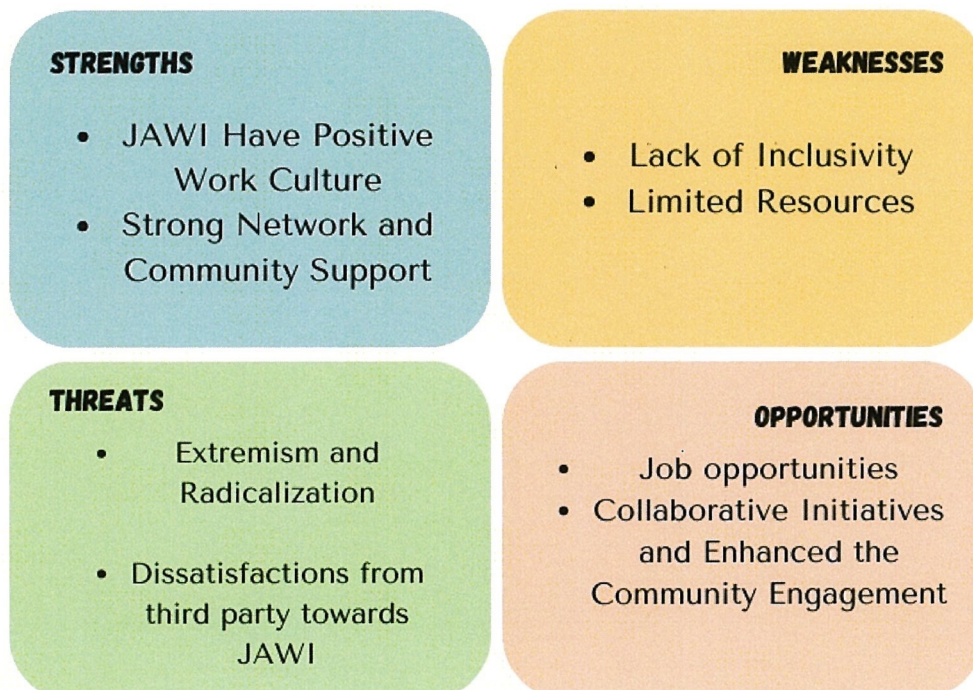 STRENGTHS
• JAWI Have Positive
Work Culture
• Strong Network and
Community Support
WEAKNESSES
• Lack of Inclusivity
• Limited Resources
THREATS
• Extremism and
Radicalization
• Dissatisfactions from
third party towards
JAWI
OPPORTUNITIES
• Job opportunities
• Collaborative Initiatives
and Enhanced the
Community Engagement